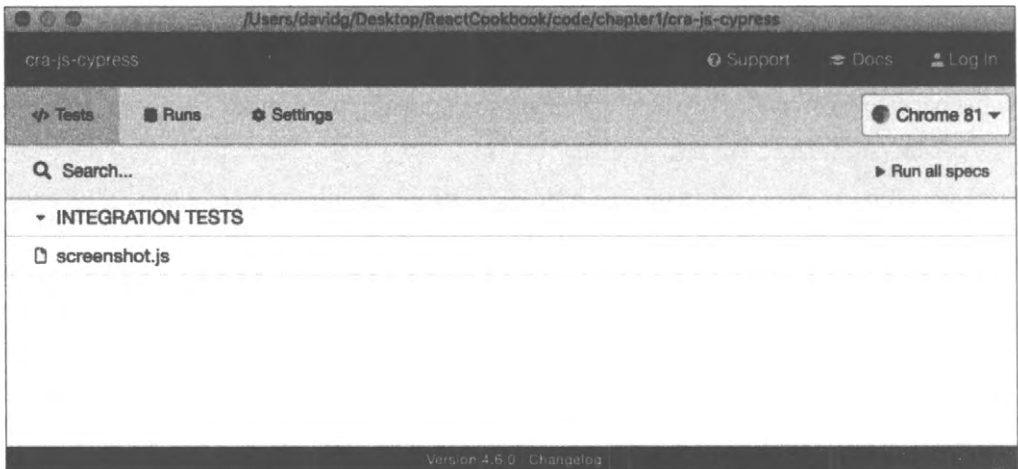 /Users/davidg/Desktop/ReactCookbook/code/chapter1/cra-js-cypress
cra-js-cypress Support Docs Log In
</> Tests Runs Settings Chrome 81
Search... Run all specs
INTEGRATION TESTS
screenshot.js
Version 4.6.0 Changelog